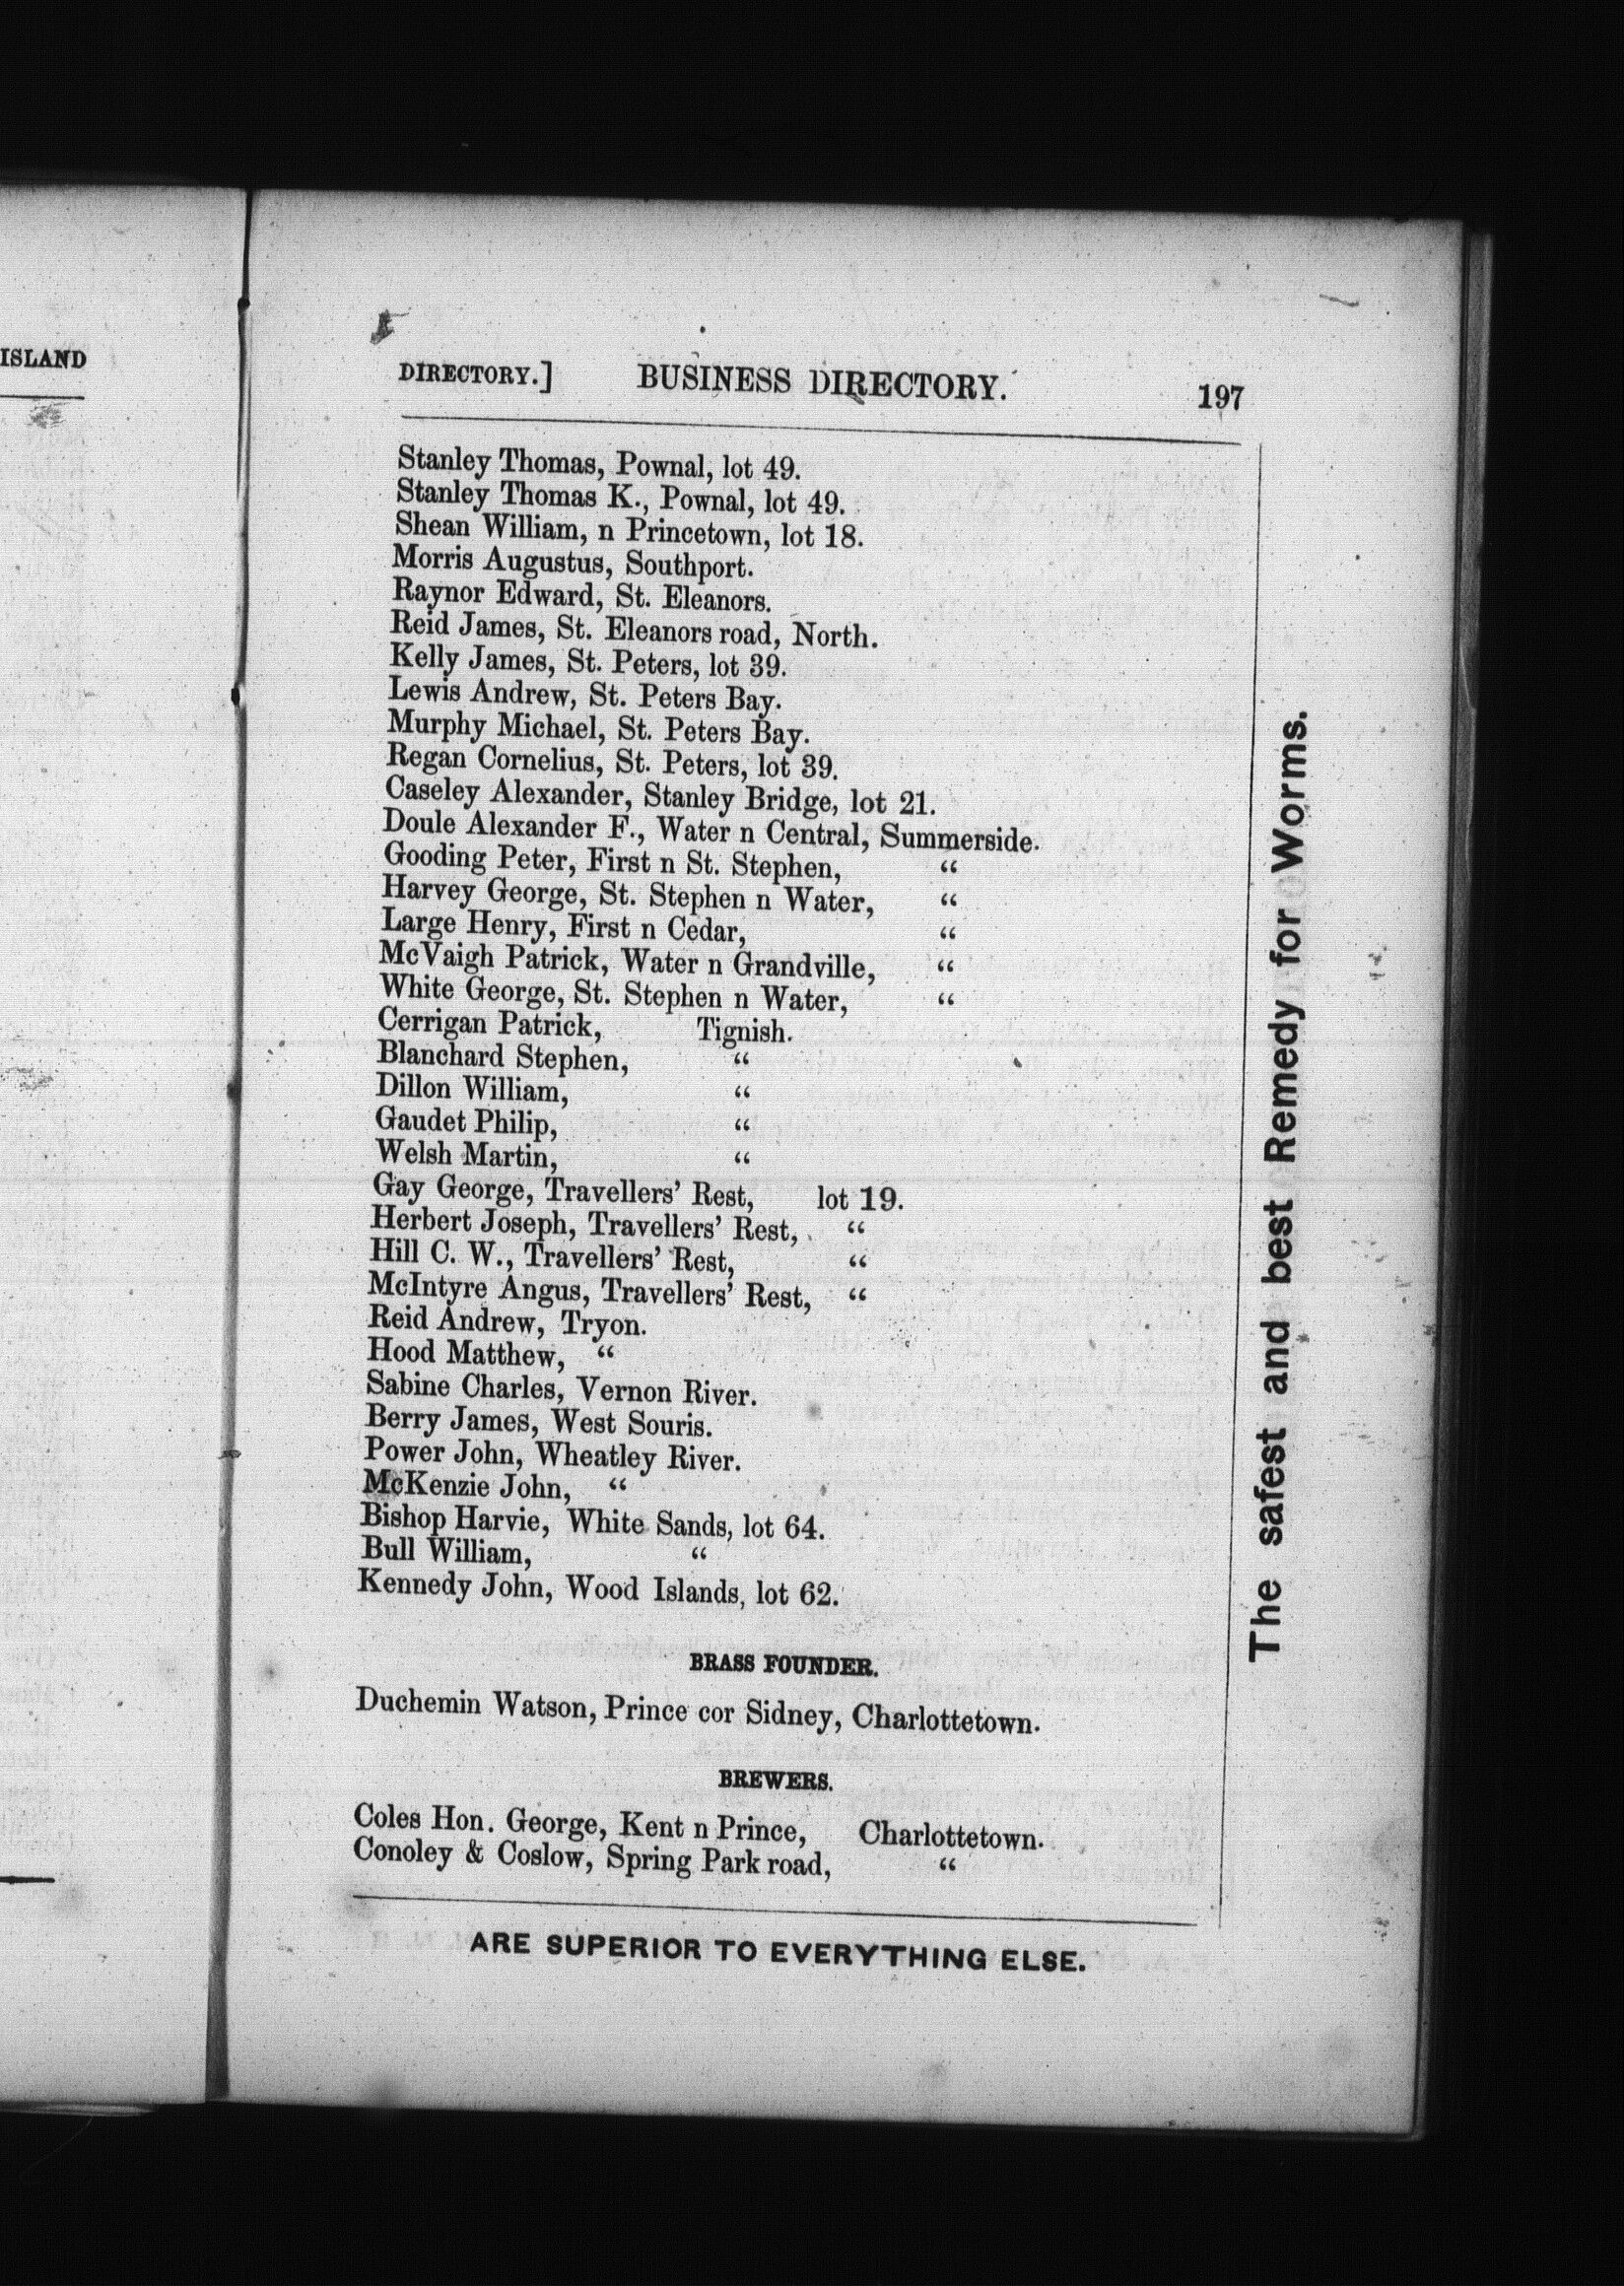 ISLAND
DIRECTORY.] BUSINESS DIRECTORY. 197
Stanley Thomas, Pownal, lot 49.
Stanley Thomas K., Pownal, lot 49.
Shean William, n Princetown, lot 18.
Morris Augustus, Southport.
Raynor Edward, St. Eleanors.
Reid James, St. Eleanors road, North.
Kelly James, St. Peters, lot 39.
Lewis Andrew, St. Peters Bay.
Murphy Michael, St. Peters Bay.
Regan Cornelius, St. Peters, lot 39.
Caseley Alexander, Stanley Bridge, lot 21.
Doule Alexander F., Water n Central, Summerside.
Gooding Peter, First n St. Stephen, “
Harvey George, St. Stephen n Water, “
Large Henry, First n Cedar, “
McVaigh Patrick, Water n Grandville, “
White George, St. Stephen n Water, “
Cerrigan Patrick, Tignish.
Blanchard Stephen, “
Dillon William, “
Gaudet Philip, “
Welsh Martin, “
Gay George, Travellers’ Rest, lot 19.
Herbert Joseph, Travellers’ Rest, “
Hill C. W., Travellers’ Rest, “
McIntyre Angus, Travellers’ Rest, “
Reid Andrew, Tryon.
Hood Matthew, “
Sabine Charles, Vernon River.
Berry James, West Souris.
Power John, Wheatley River.
McKenzie John, “
Bishop Harvie, White Sands, lot 64.
Bull William, “
Kennedy John, Wood Islands, lot 62.
BRASS FOUNDER.
Duchemin Watson, Prince cor Sidney, Charlottetown.
BREWERS.
Coles Hon. George, Kent n Prince, Charlottetown.
Conoley & Coslow, Spring Park road, “
ARE SUPERIOR TO EVERYTHING ELSE.
The safest and best Remedy for Worms.